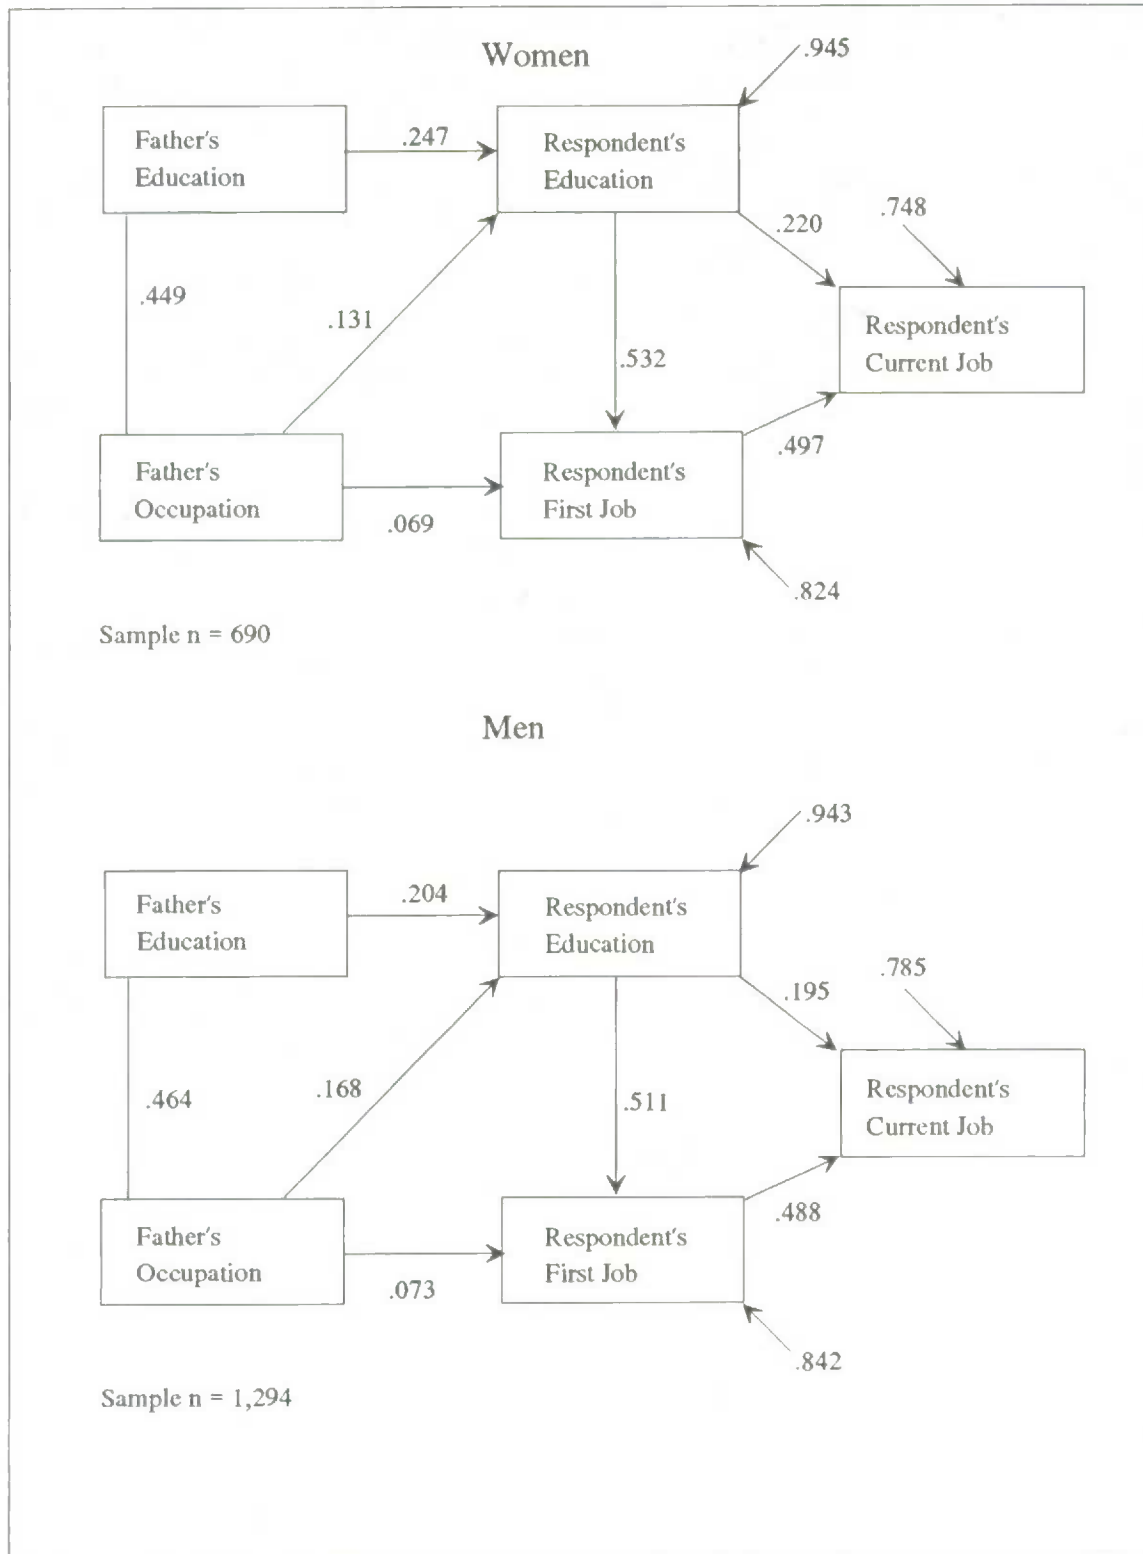 Women
.945
Father's
Education
.247
Respondent's
Education
.748
.220
.449
.131
.532
Respondent's
Current Job
.497
Father's
Occupation
.069
Respondent's
First Job
.824
Sample n = 690
Men
.943
Father's
Education
.204
Respondent's
Education
.785
.195
.464
.168
.511
Respondent's
Current Job
.488
Father's
Occupation
.073
Respondent's
First Job
.842
Sample n = 1,294